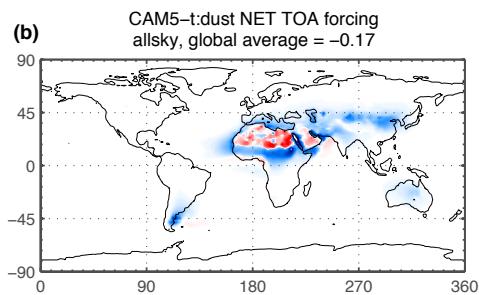 (b)
CAM5−t:dust NET TOA forcing
allsky, global average = −0.17
90
45
0
−45
−90
0 90 180 270 360